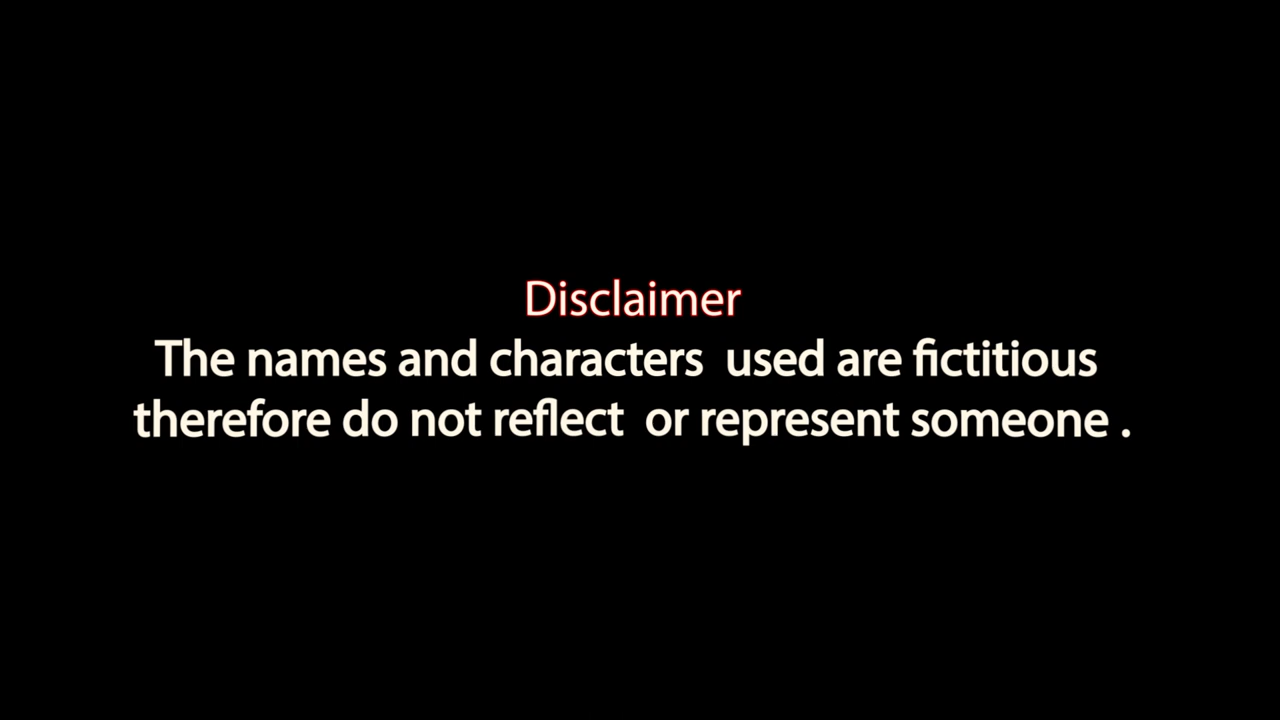 Disclaimer
The names and characters  used are fictitious
therefore do not reflect  or represent someone .